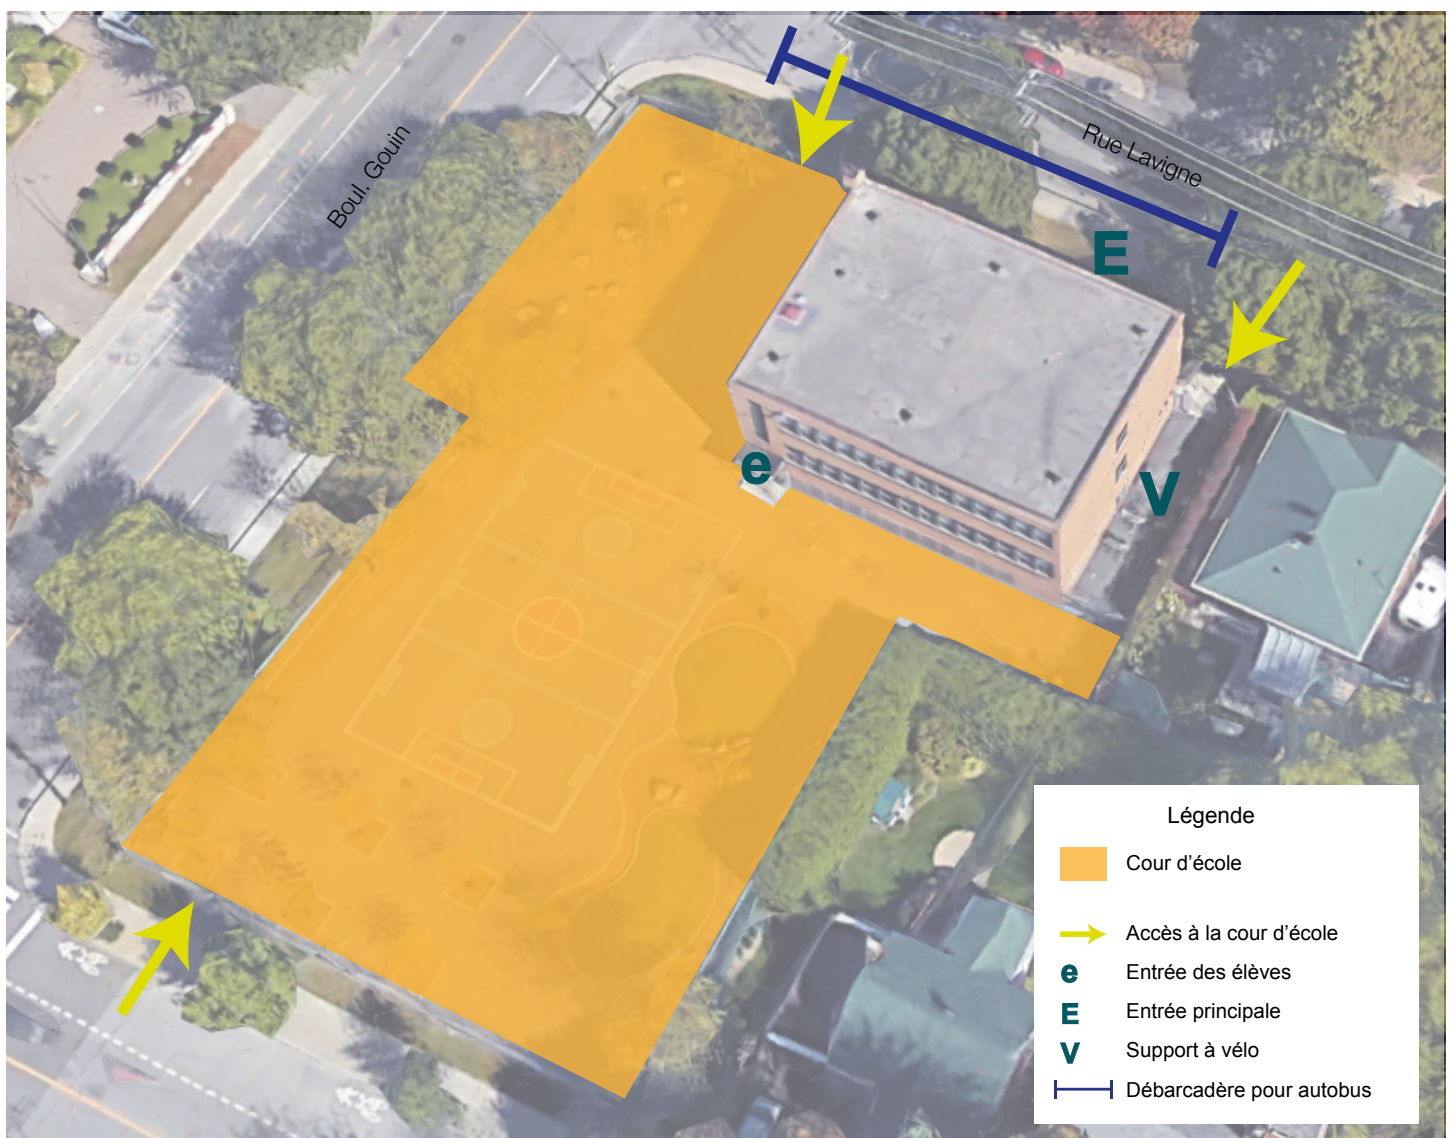 Boul. Gouin
Rue Lavigne
E
e
V
Légende
Cour d'école
Accès à la cour d'école
e Entrée des élèves
E Entrée principale
V Support à vélo
Débarcadère pour autobus